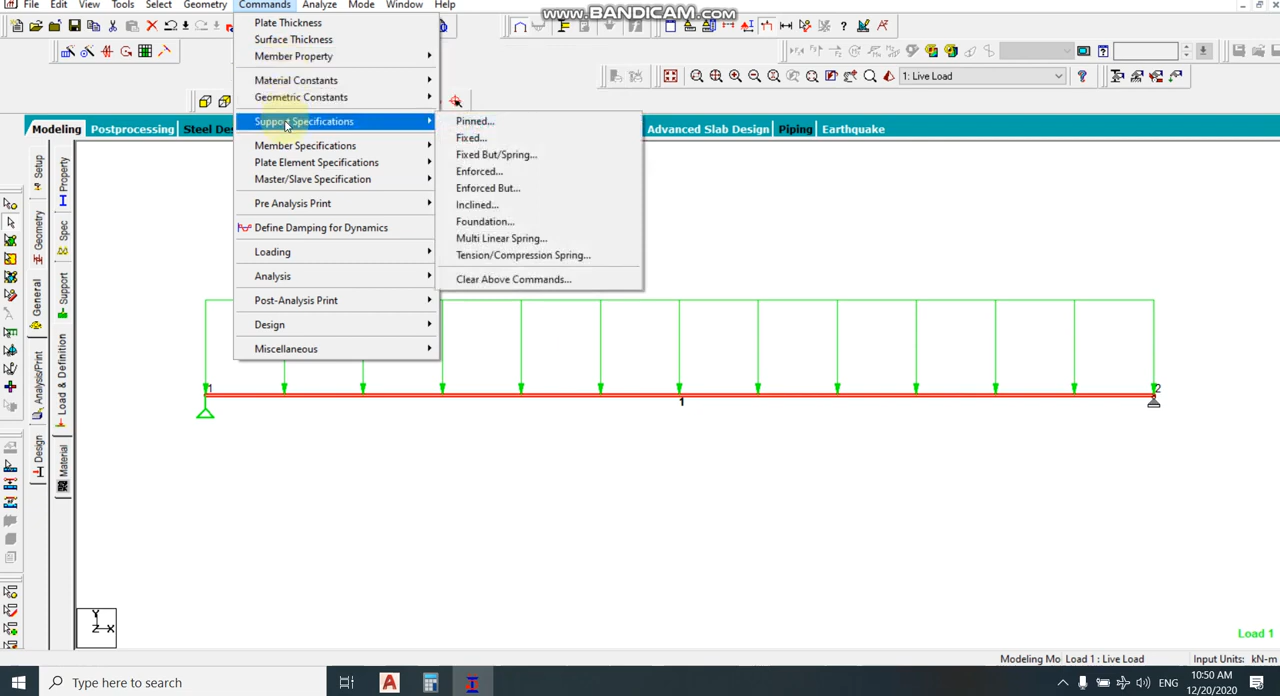 File Edit View Tools Select Geometry Commands Analyze Mode Window Help
www.BANDICAM.com
1: Live Load
Modeling Postprocessing Steel Des Advanced Slab Design Piping Earthquake
Plate Thickness
Surface Thickness
Member Property
Material Constants
Geometric Constants
Support Specifications
Member Specifications
Plate Element Specifications
Master/Slave Specification
Pre Analysis Print
Define Damping for Dynamics
Loading
Analysis
Post-Analysis Print
Design
Miscellaneous
Pinned...
Fixed...
Fixed But/Spring...
Enforced...
Enforced But...
Inclined...
Foundation...
Multi Linear Spring...
Tension/Compression Spring...
Clear Above Commands...
Setup
Geometry
General
Analysis/Print
Design
Property
Spec
Support
Load & Definition
Material
1
2
1
Y
Z X
Load 1
Modeling Mo Load 1 : Live Load Input Units: kN-m
Type here to search
A
ENG
10:50 AM
12/20/2020